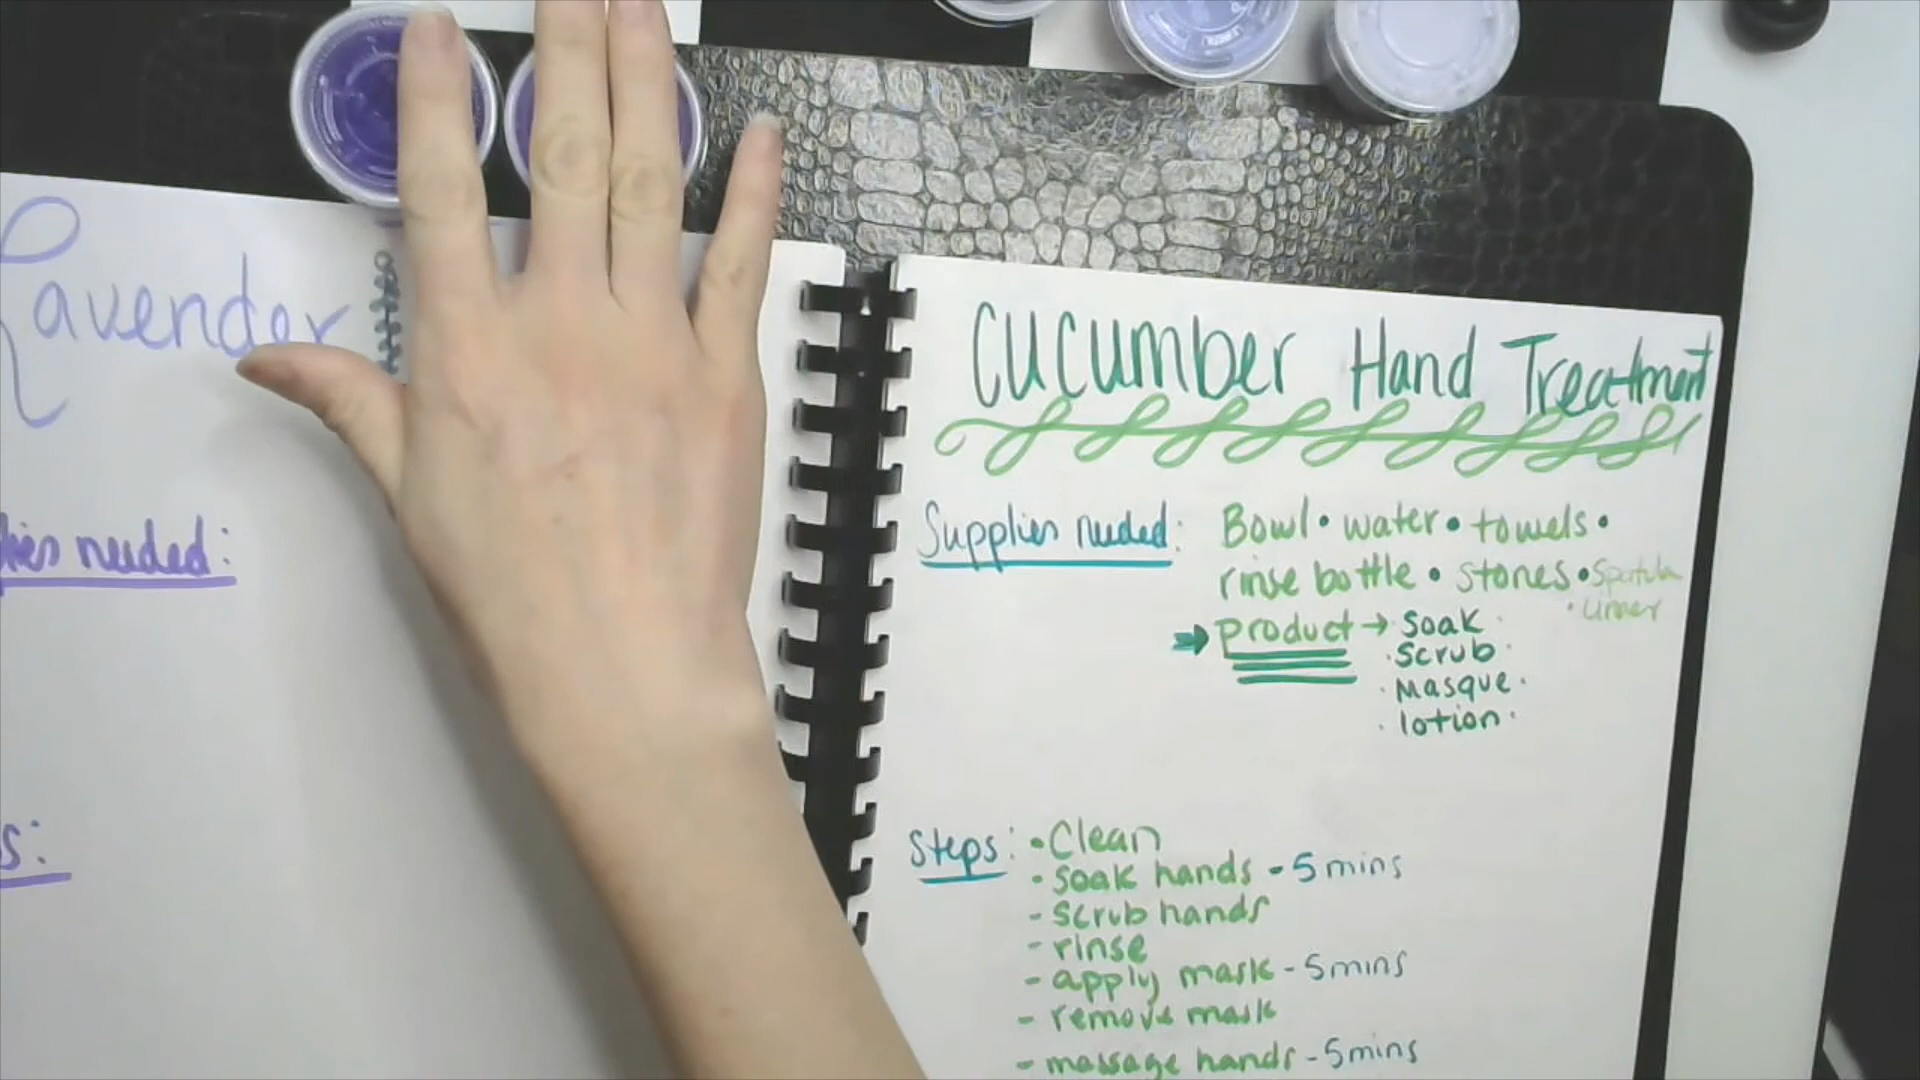 Lavender
needed:
s:
Cucumber Hand Treatment
Supplies needed: Bowl • water • towels •
rinse bottle • stones • Spatula
• Liner
➔ product → soak
• scrub •
• Masque •
• lotion •
Steps: • Clean
• soak hands - 5 mins
- scrub hands
- rinse
- apply mask - 5 mins
- remove mask
- massage hands - 5 mins